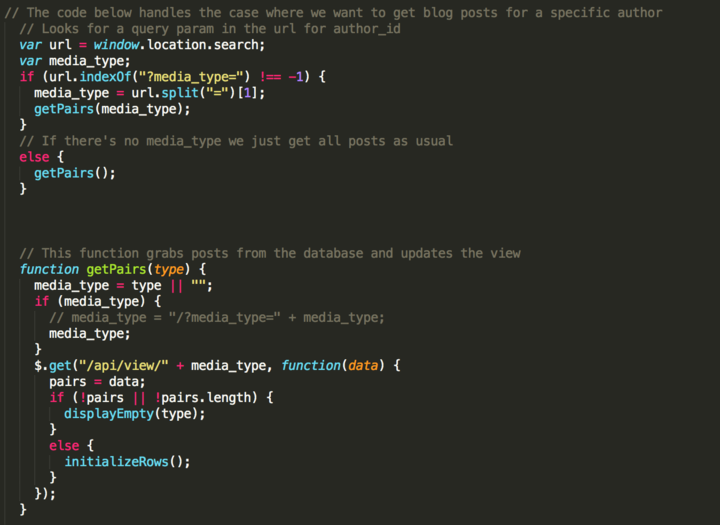 // The code below handles the case where we want to get blog posts for a specific author
// Looks for a query param in the url for author_id
var url = window.location.search;
var media_type;
if (url.indexOf("?media_type=") !== -1) {
media_type = url.split("=")[1];
getPairs(media_type);
}
// If there's no media_type we just get all posts as usual
else {
getPairs();
}
// This function grabs posts from the database and updates the view
function getPairs(type) {
media_type = type || "";
if (media_type) {
// media_type = "/?media_type=" + media_type;
media_type;
}
$.get("/api/view/" + media_type, function(data) {
pairs = data;
if (!pairs || !pairs.length) {
displayEmpty(type);
}
else {
initializeRows();
}
});
}